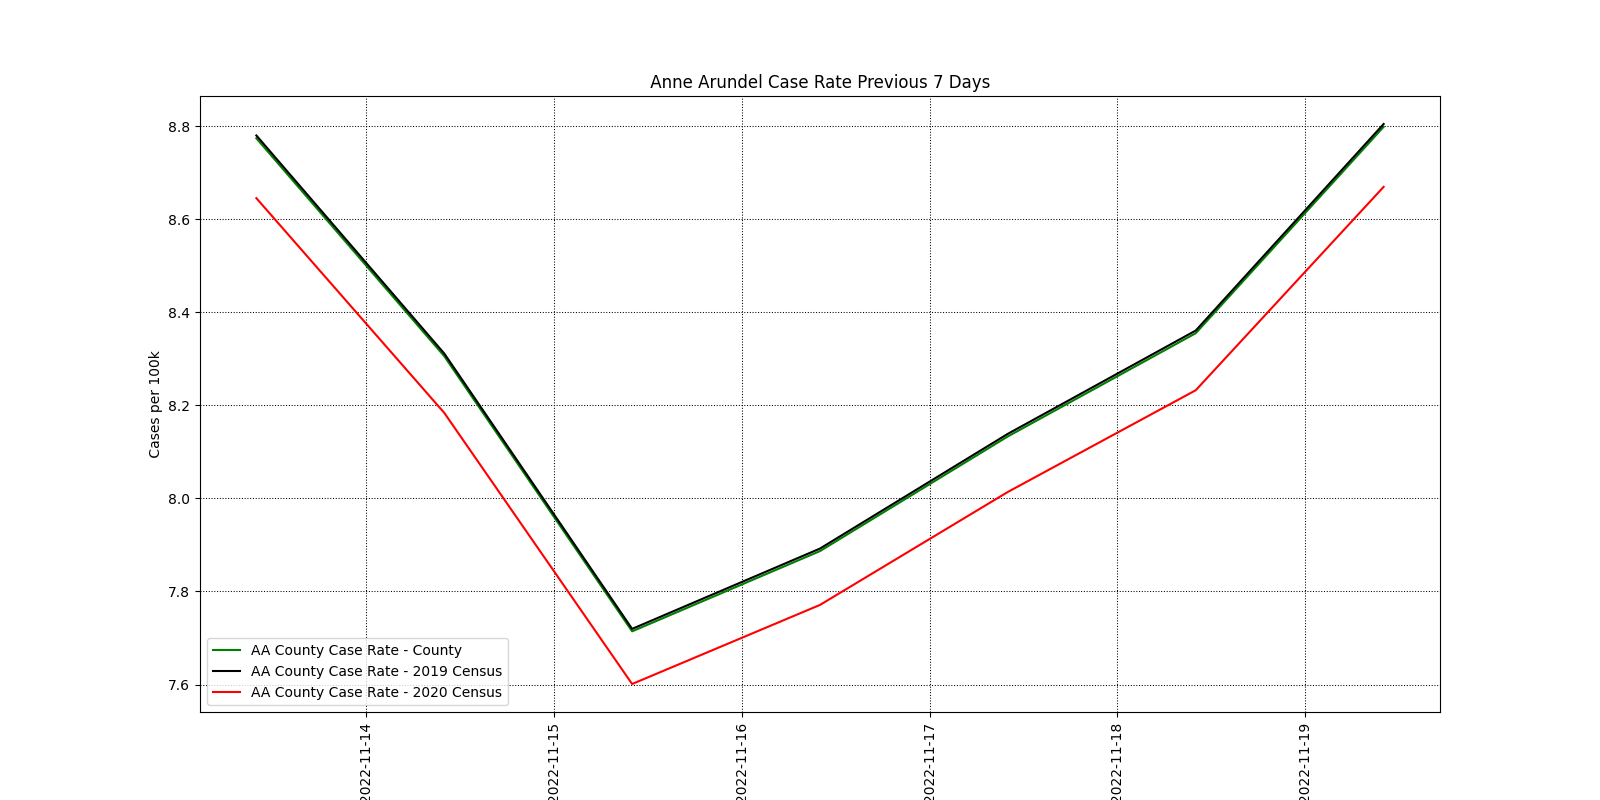 Anne Arundel Case Rate Previous 7 Days
8.8
8.6
8.4
8.2
8.0
7.8
7.6
Cases per 100k
AA County Case Rate - County
AA County Case Rate - 2019 Census
AA County Case Rate - 2020 Census
2022-11-14
2022-11-15
2022-11-16
2022-11-17
2022-11-18
2022-11-19